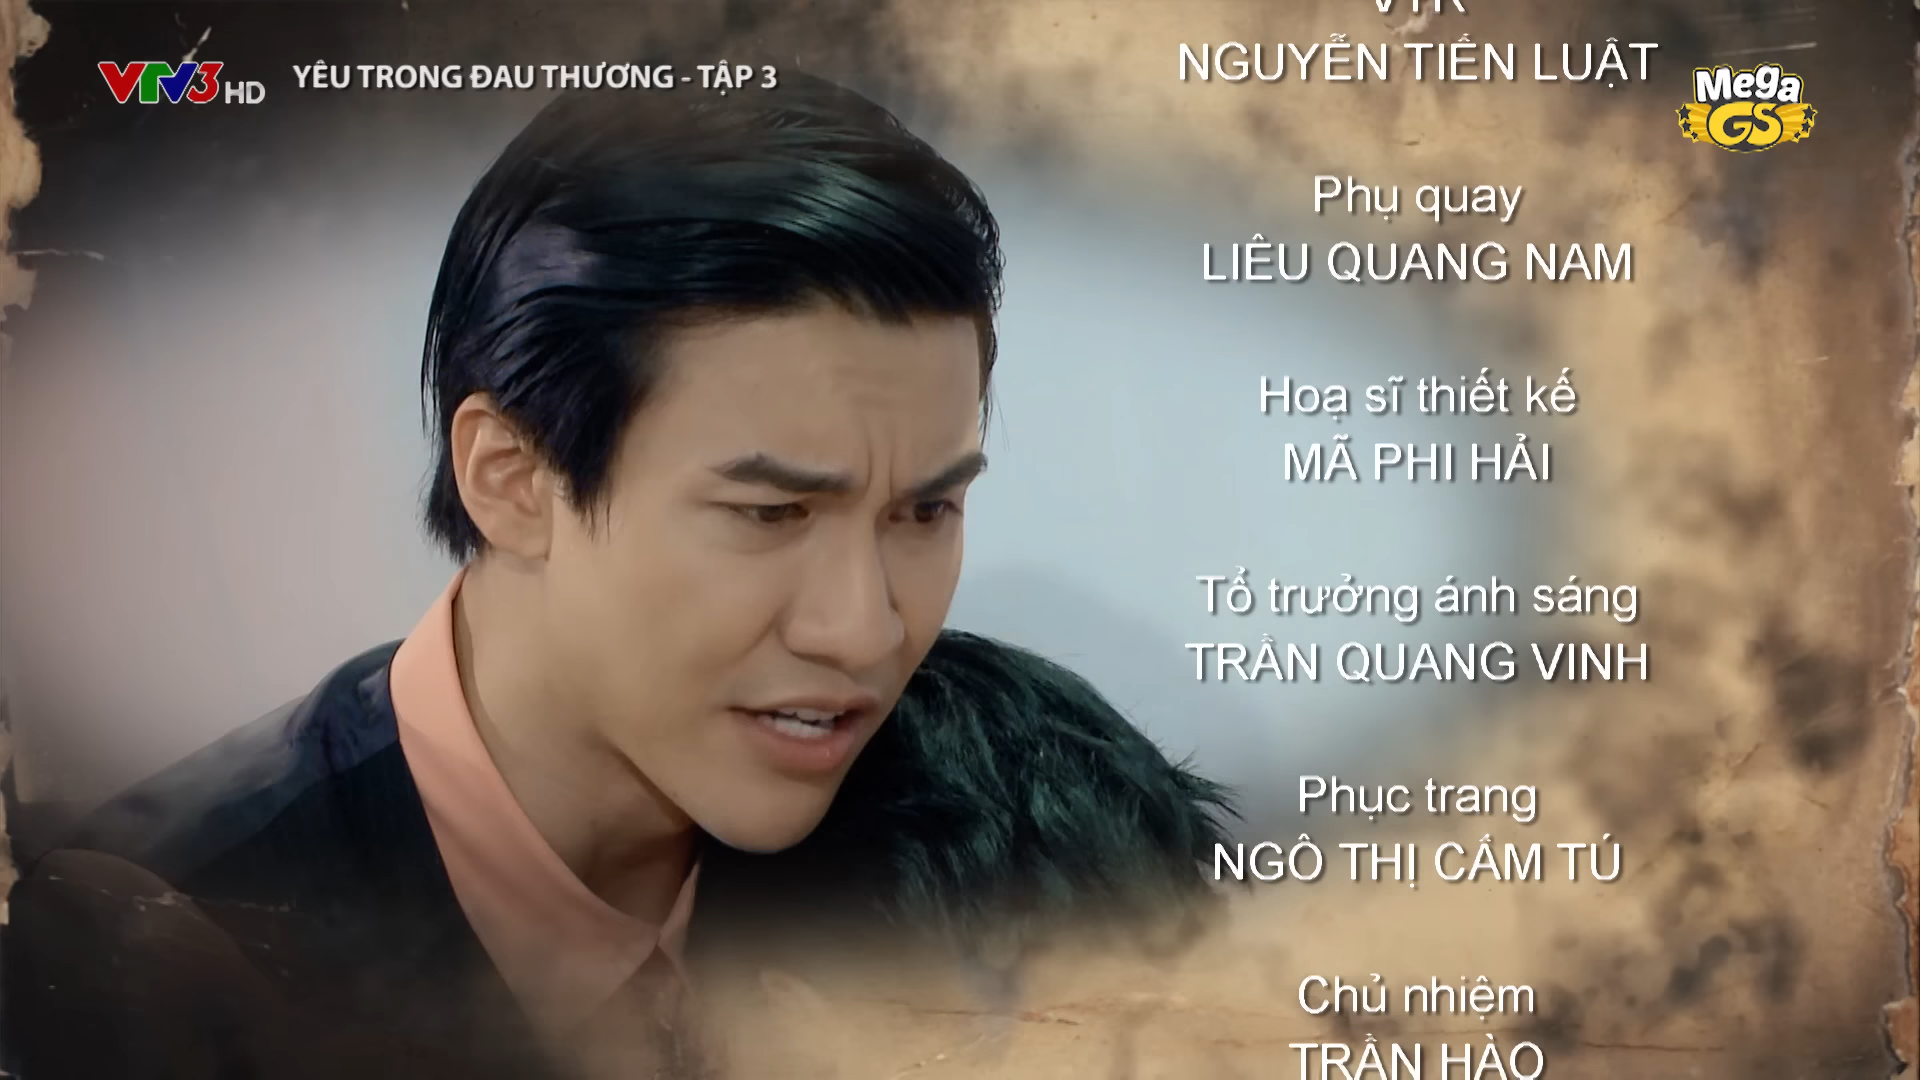 VTV3 HD
YÊU TRONG ĐAU THƯƠNG - TẬP 3
Mega
GS
VTR
NGUYỄN TIẾN LUẬT
Phụ quay
LIÊU QUANG NAM
Hoạ sĩ thiết kế
MÃ PHI HẢI
Tổ trưởng ánh sáng
TRẦN QUANG VINH
Phục trang
NGÔ THỊ CẨM TÚ
Chủ nhiệm
TRẦN HÀO